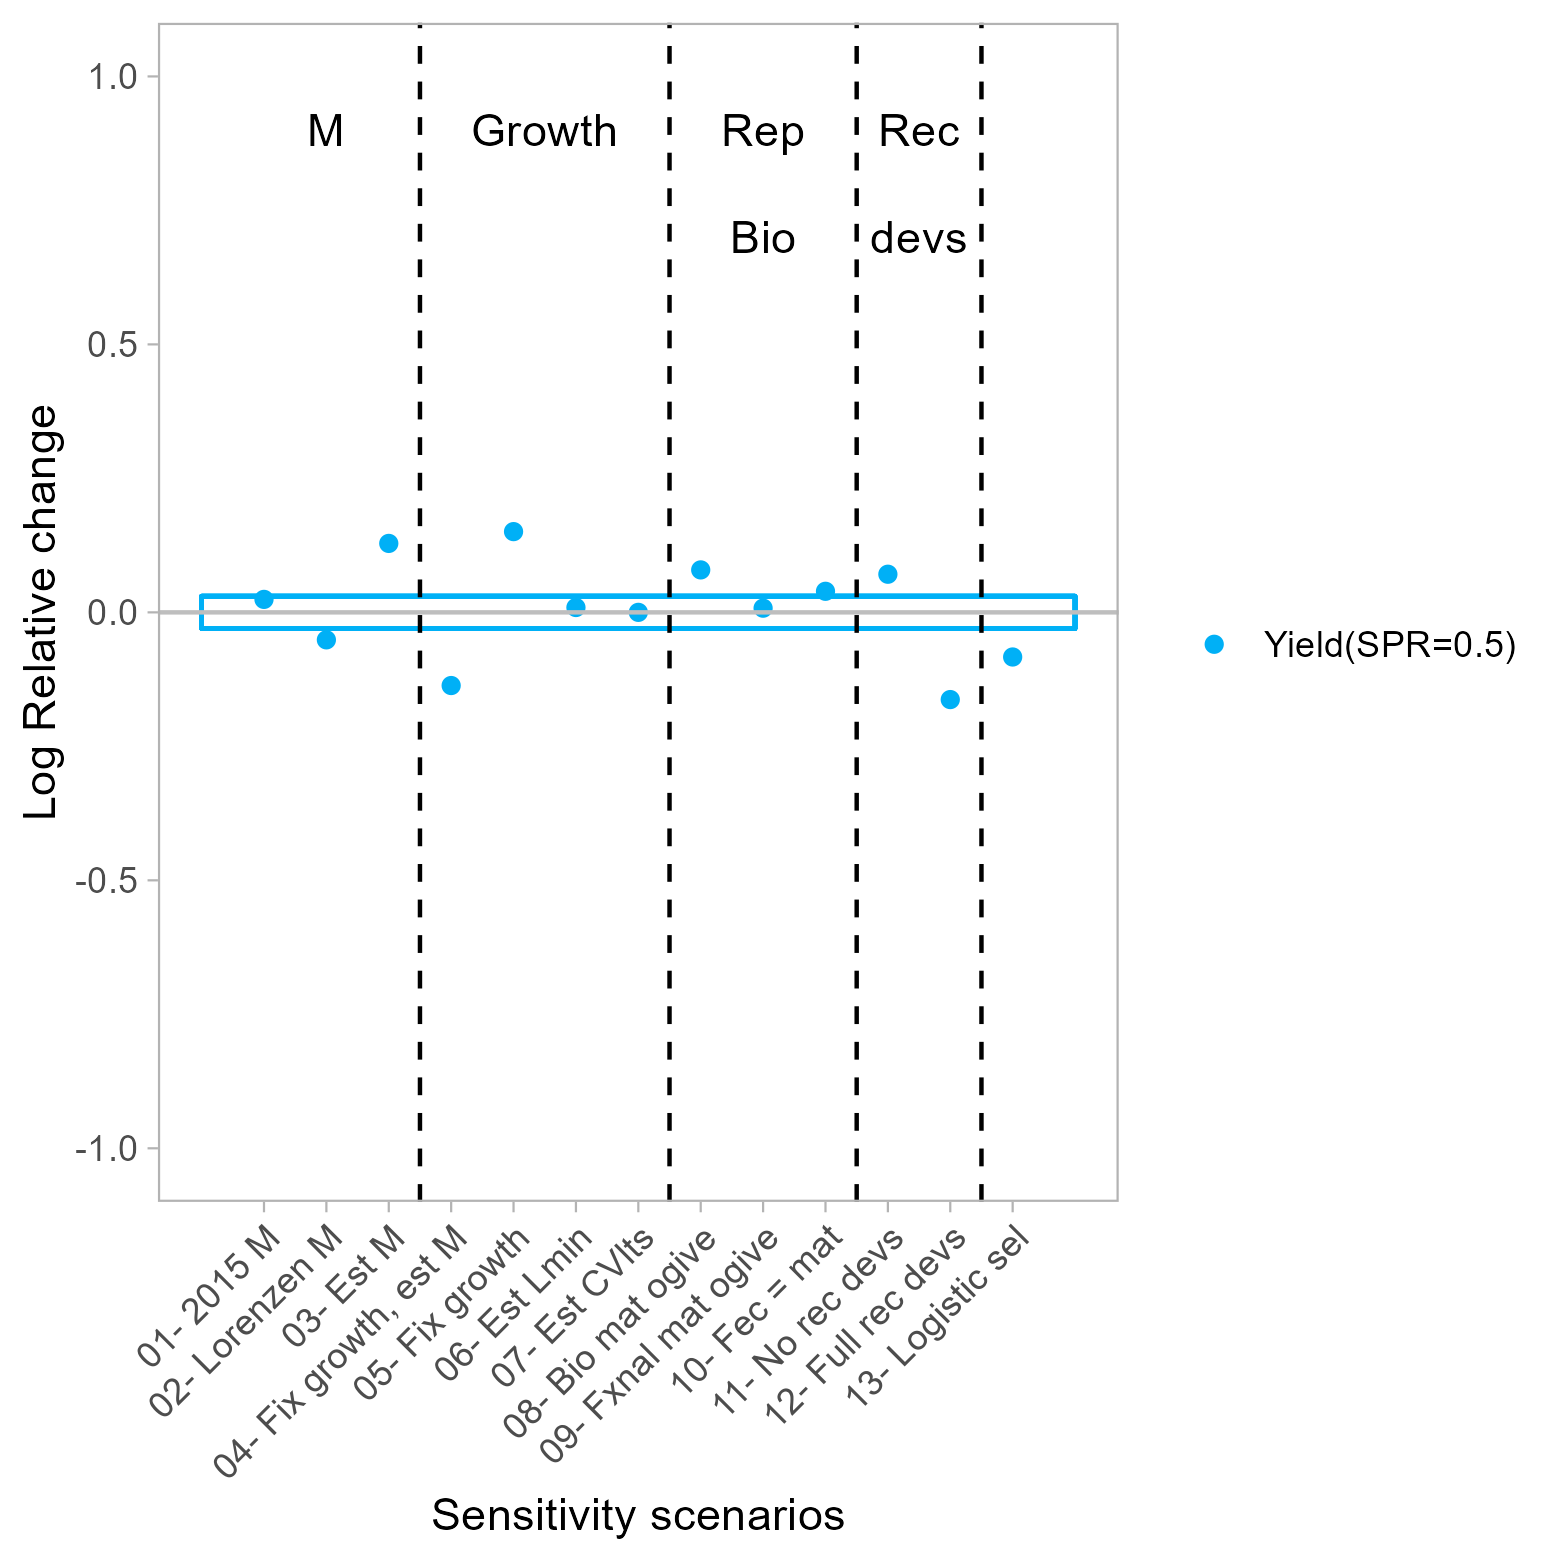 1.0
0.5
0.0
-0.5
-1.0
Log Relative change
M
Growth
Rep
Rec
Bio
devs
Yield(SPR=0.5)
01- 2015 M
02- Lorenzen M
03- Est M
04- Fix growth, est M
05- Fix growth
06- Est Lmin
07- Est CVlts
08- Bio mat ogive
09- Fxnal mat ogive
10- Fec = mat
11- No rec devs
12- Full rec devs
13- Logistic sel
Sensitivity scenarios